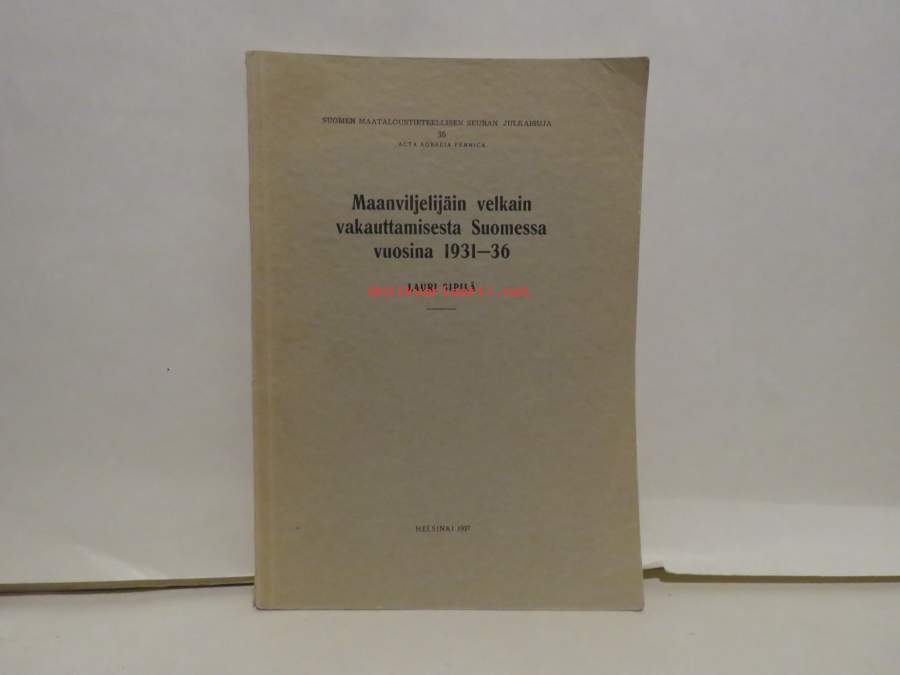 SUOMEN MAATALOUSTIETEELLISEN SEURAN JULKAISUJA
36
ACTA AGRALIA FENNICA
Maanviljelijäin velkain
vakauttamisesta Suomessa
vuosina 1931—36
LAURI SIPILÄ
HELSINKI 1937